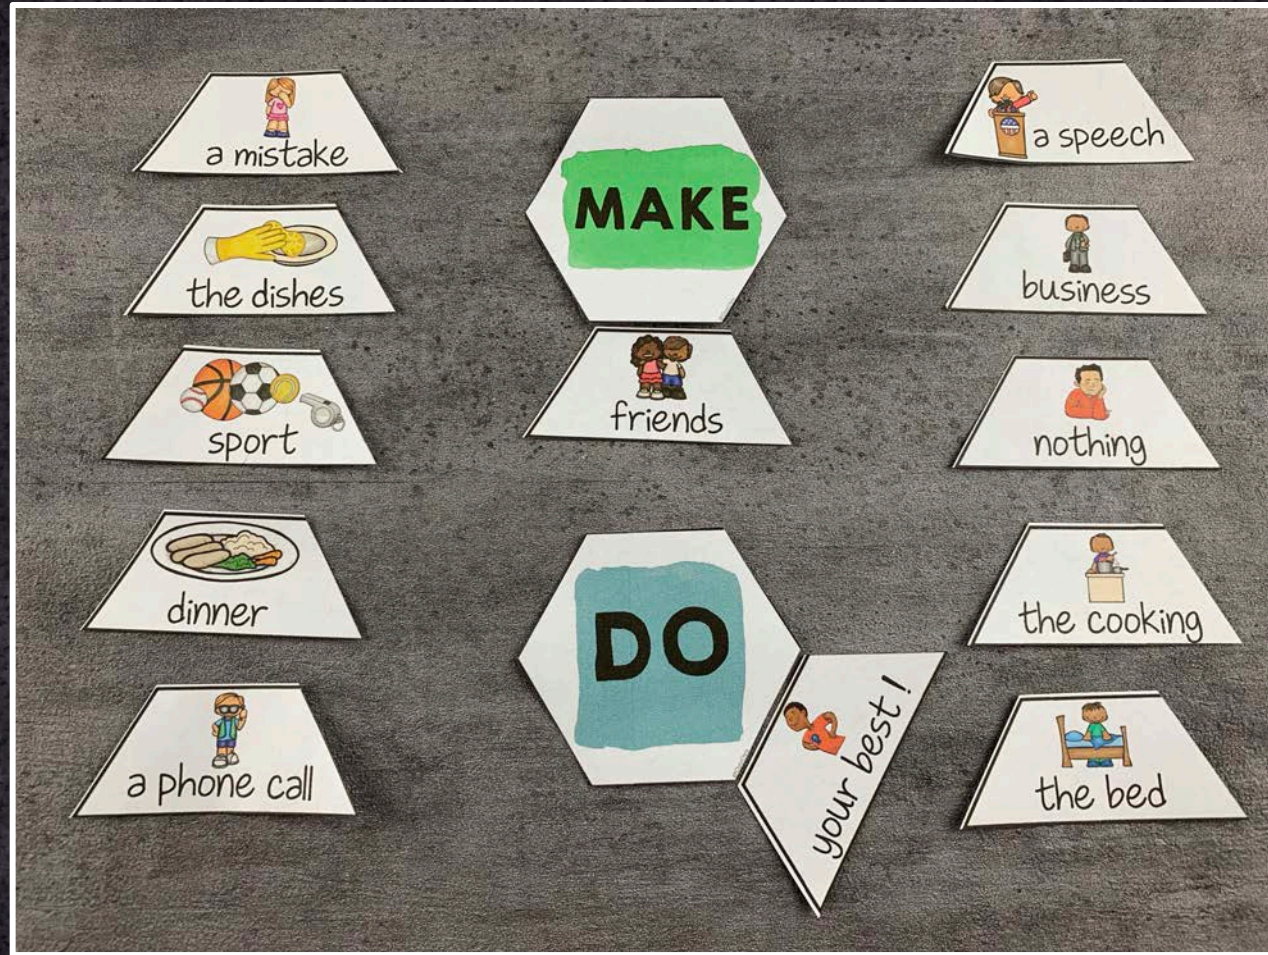 a mistake
the dishes
sport
dinner
a phone call
MAKE
friends
DO
your best!
a speech
business
nothing
the cooking
the bed